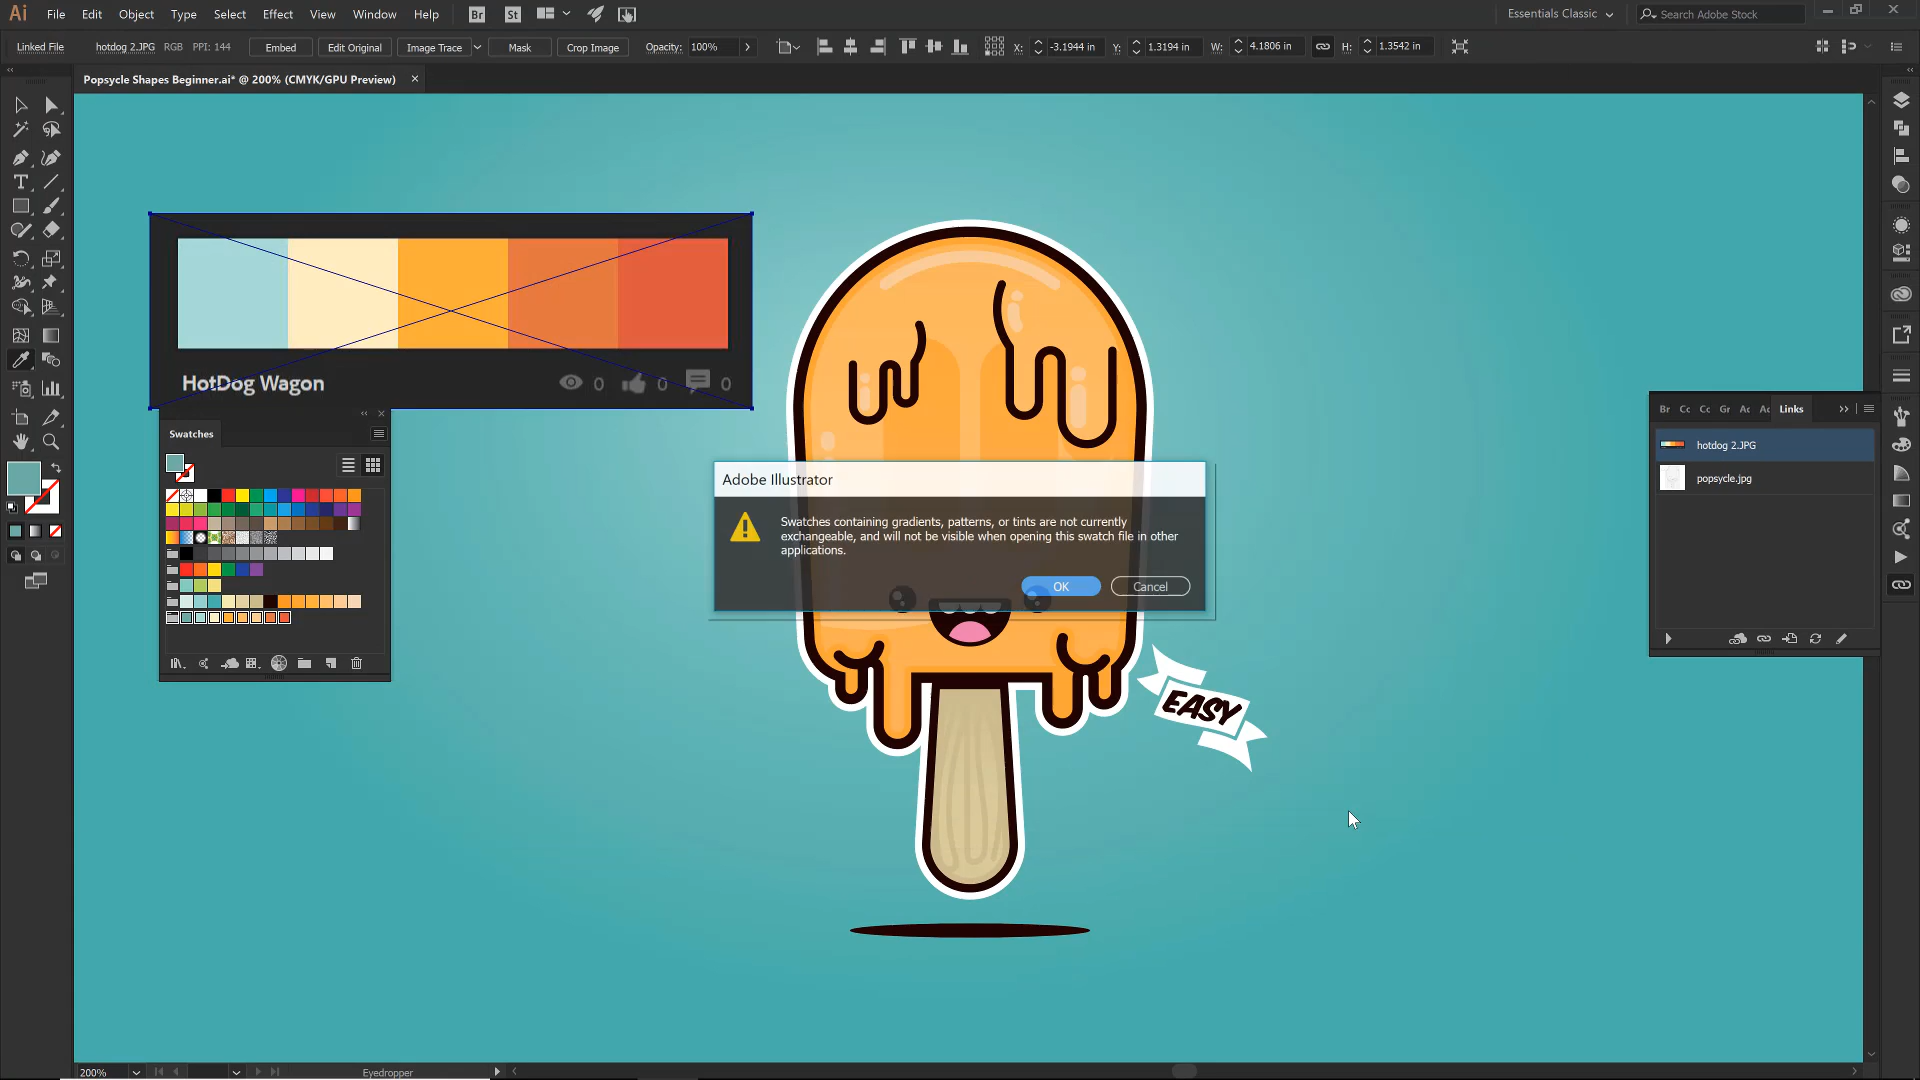 Ai File Edit Object Type Select Effect View Window Help Br St Essentials Classic Search Adobe Stock
Linked File hotdog 2.JPG RGB PPI: 144 Embed Edit Original Image Trace Mask Crop Image Opacity: 100% X: -3.1944 in Y: 1.3194 in W: 4.1806 in H: 1.3542 in
Popsycle Shapes Beginner.ai* @ 200% (CMYK/GPU Preview)
HotDog Wagon 0 0 0
Swatches
Br Cc Cc Gr Ac Ac Links
hotdog 2.JPG
popsycle.jpg
Adobe Illustrator
Swatches containing gradients, patterns, or tints are not currently
exchangeable, and will not be visible when opening this swatch file in other
applications.
OK Cancel
EASY
200% Eyedropper